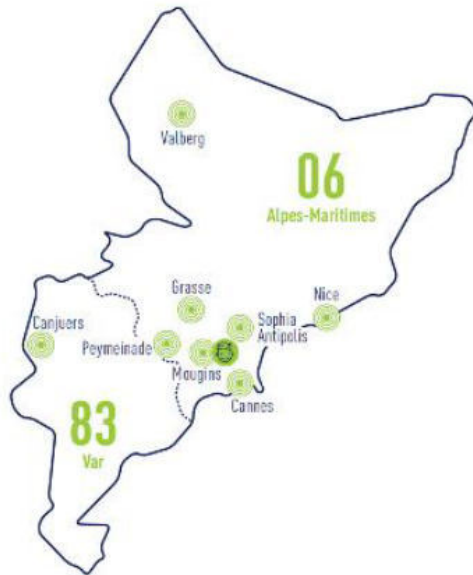 Valberg
06
Alpes-Maritimes
Grasse
Nice
Sophia
Antipolis
Canjuers
Peymeinade
Mougins
Cannes
83
Var